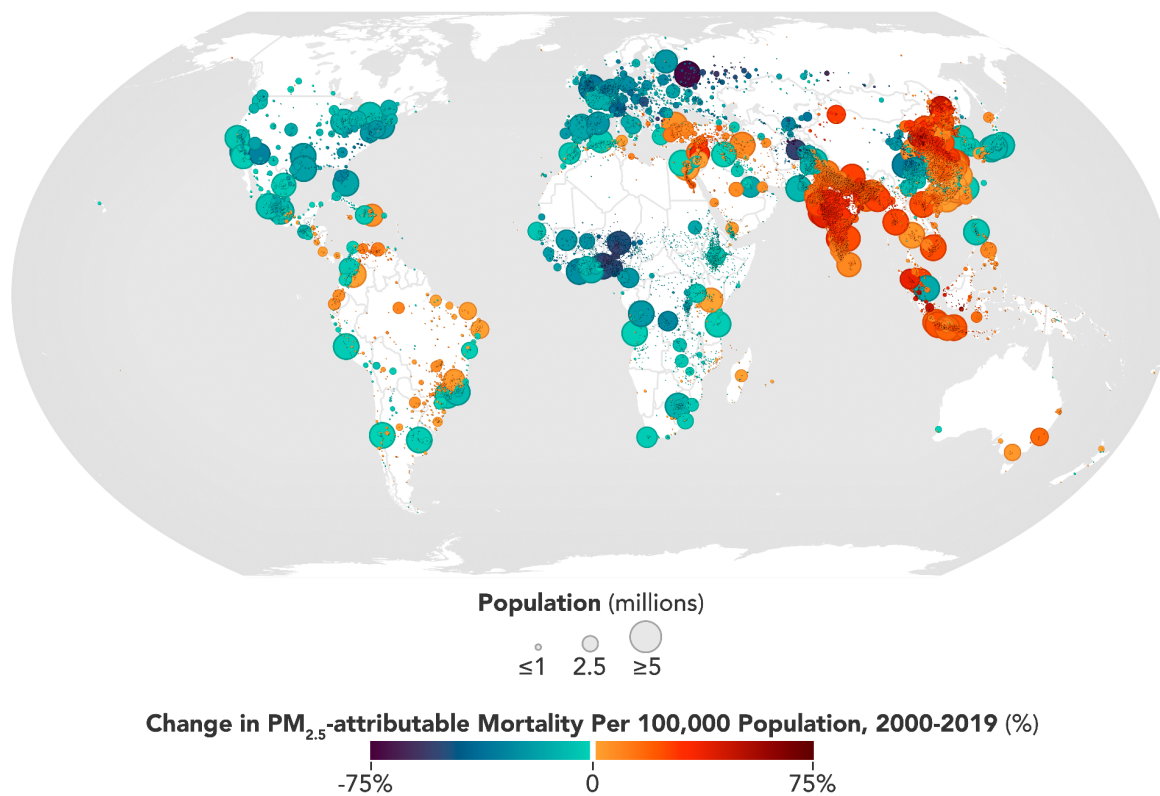 Population (millions)
≤1 2.5 ≥5
Change in PM2.5-attributable Mortality Per 100,000 Population, 2000-2019 (%)
-75% 0 75%